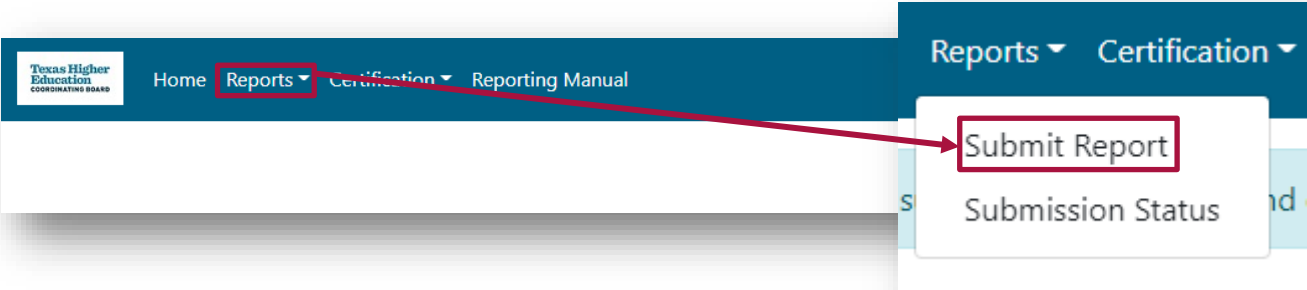 Texas Higher
Education
COORDINATING BOARD
Home Reports Certification Reporting Manual
Reports Certification
Submit Report
Submission Status